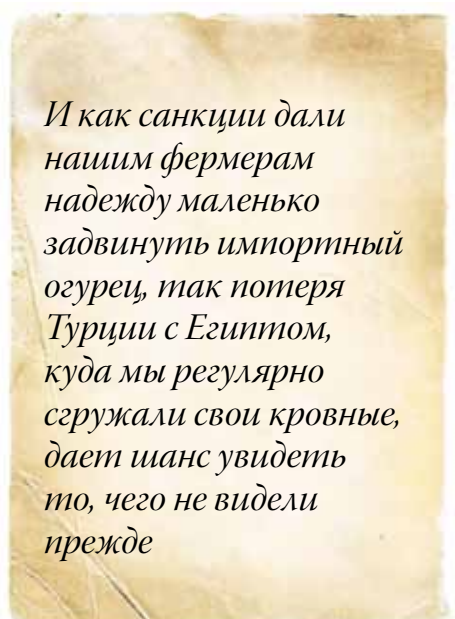 И как санкции дали
нашим фермерам
надежду маленько
задвинуть импортный
огурец, так потеря
Турции с Египтом,
куда мы регулярно
сгружали свои кровные,
дает шанс увидеть
то, чего не видели
прежде